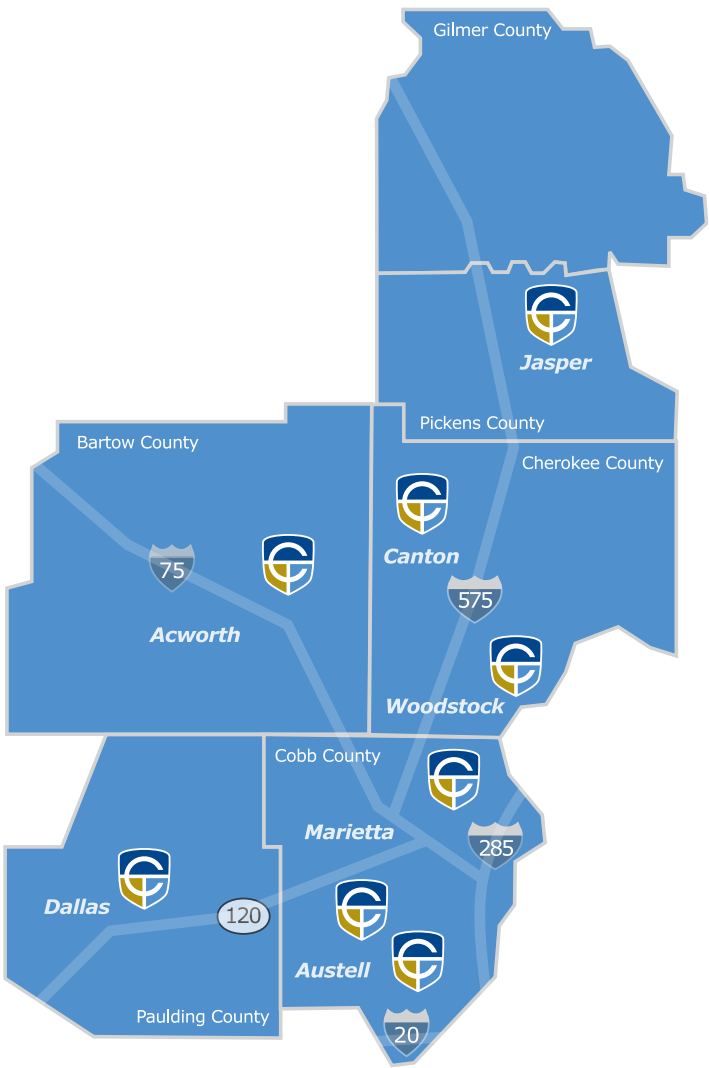 Gilmer County
Jasper
Pickens County
Bartow County
Cherokee County
Canton
75
575
Acworth
Woodstock
Cobb County
Marietta
285
Dallas
120
Austell
Paulding County
20